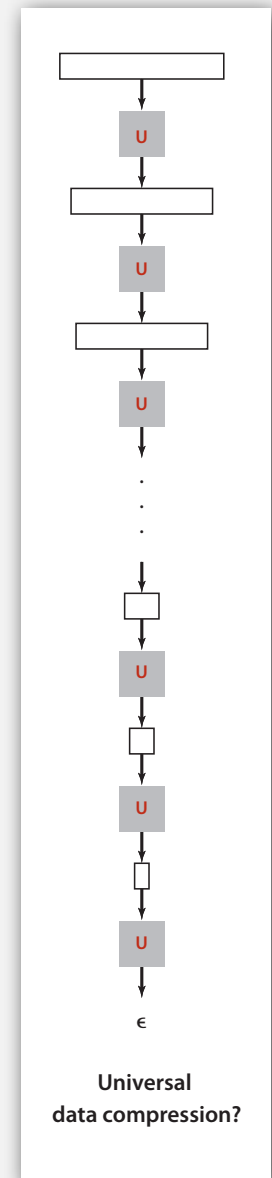 U
U
U
.
.
.
U
U
U
ϵ
Universal
data compression?